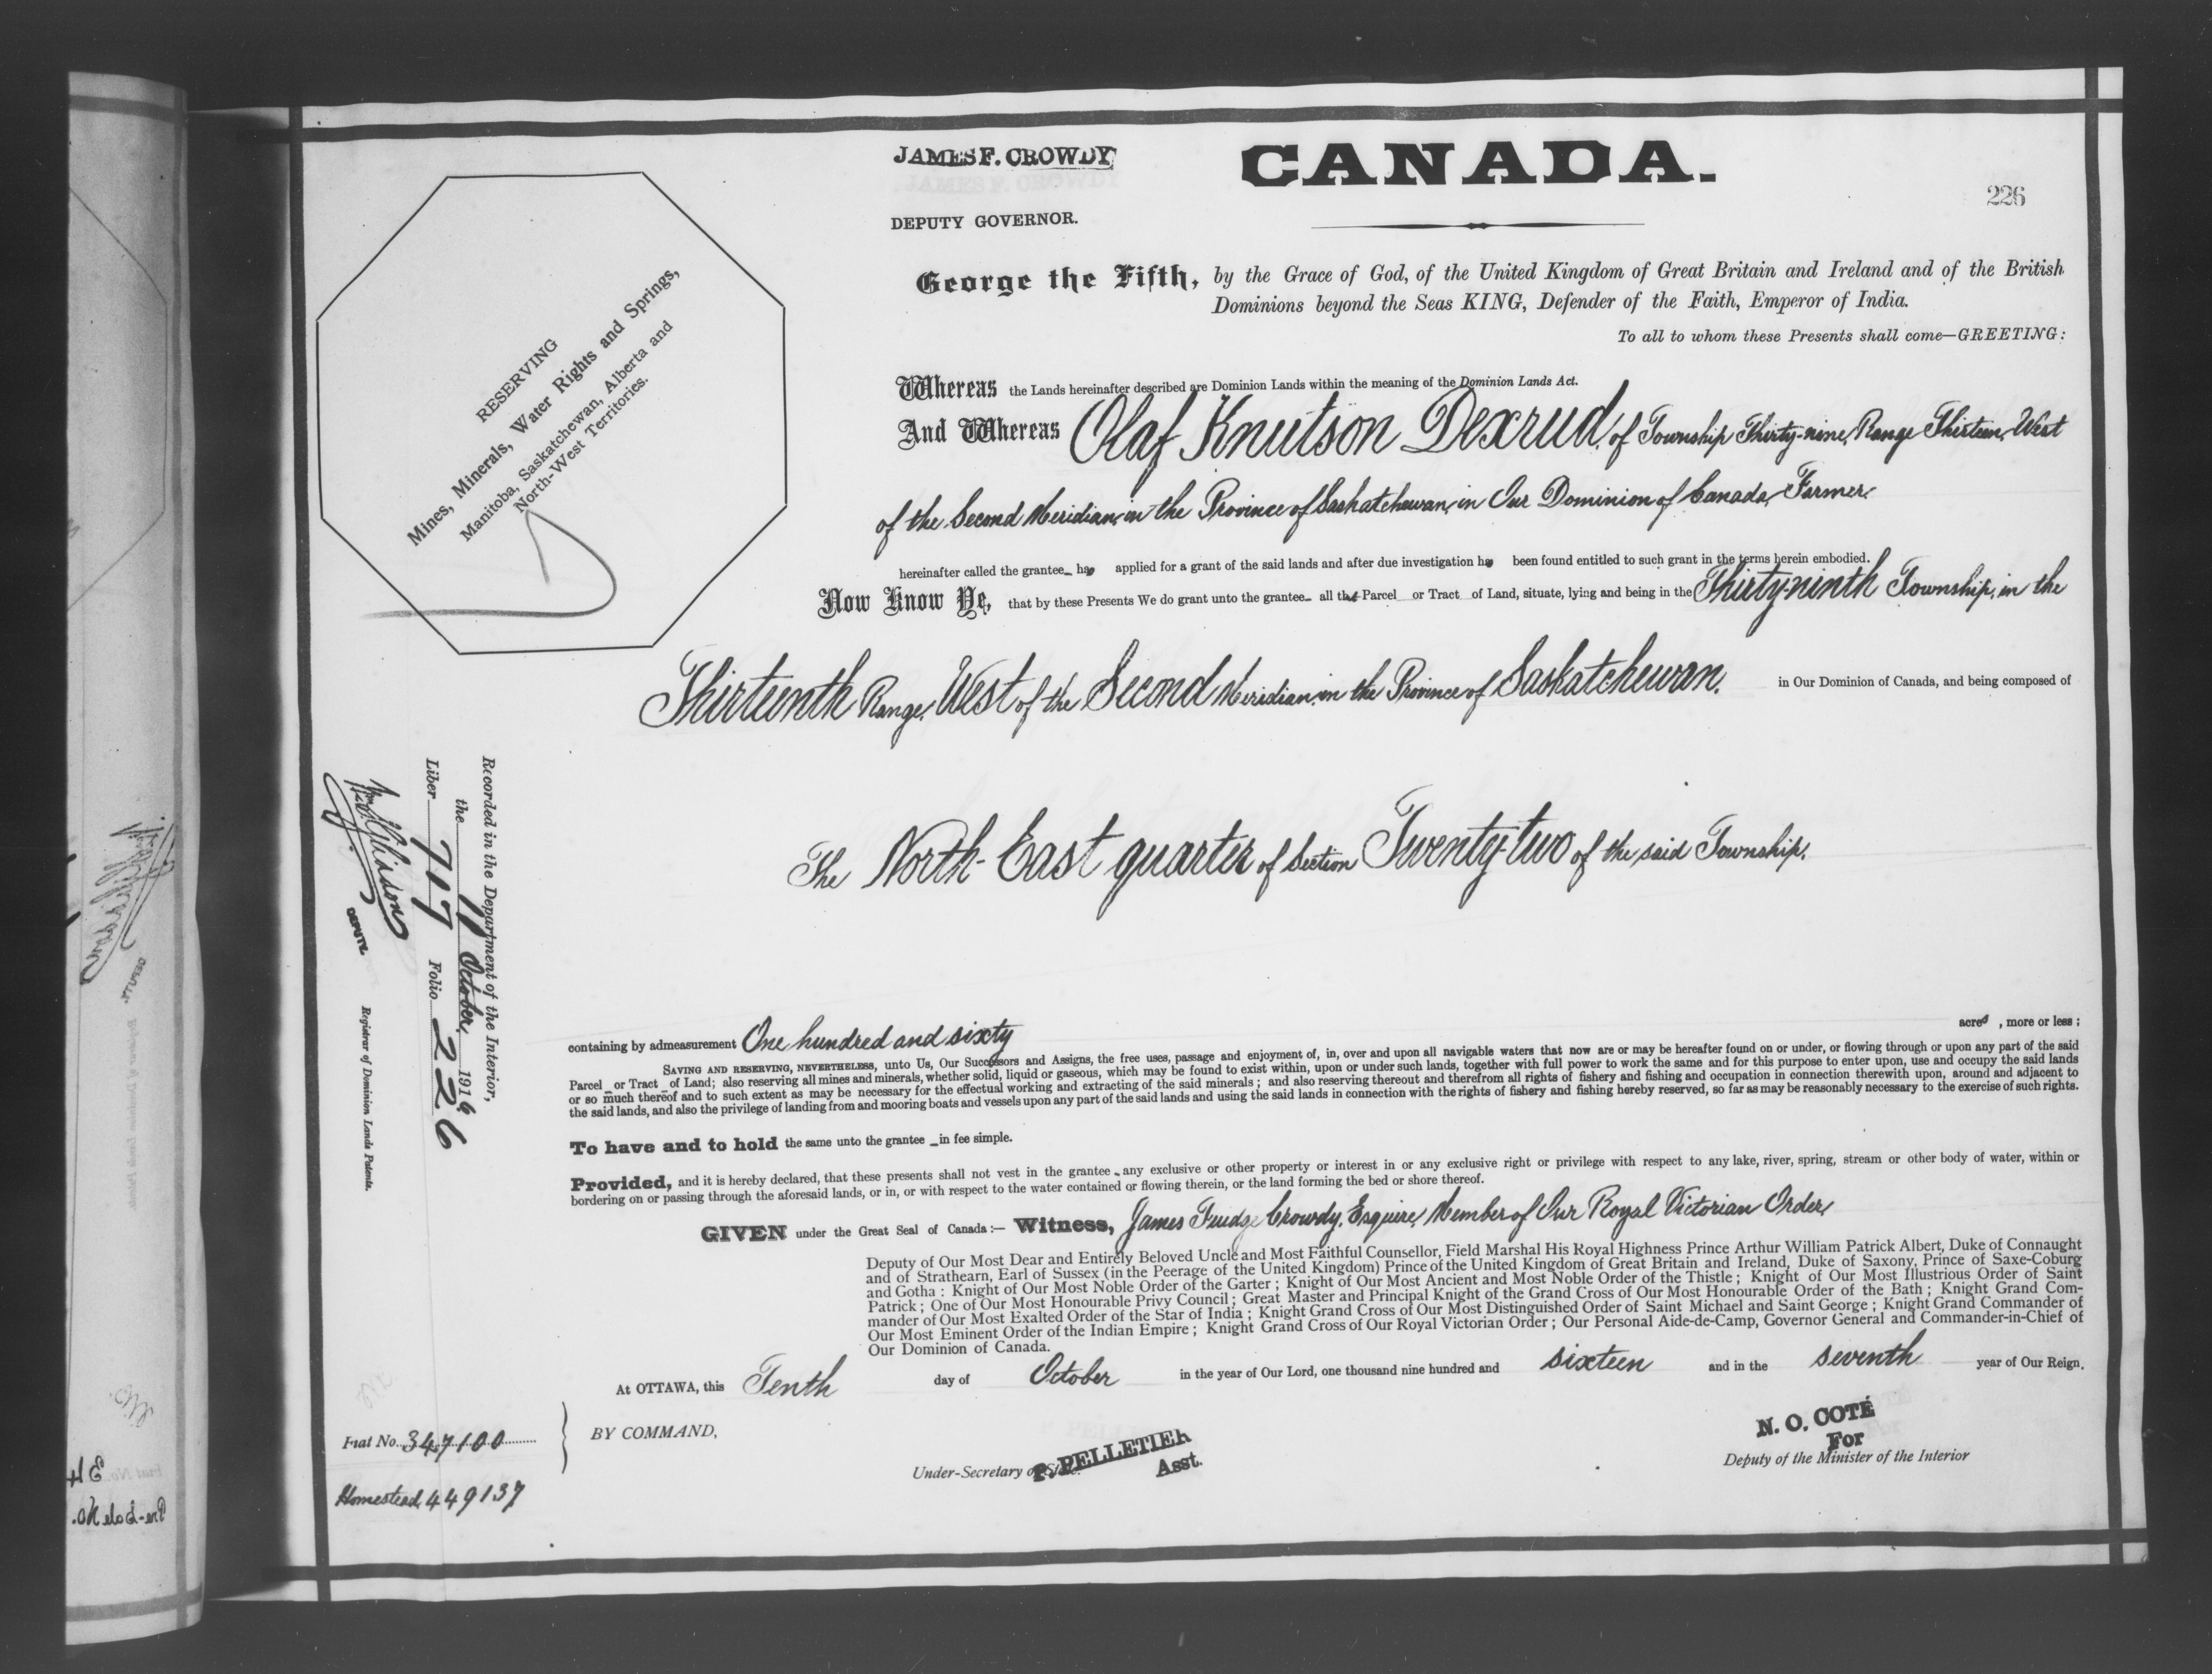 JAMES F. CROWDY
DEPUTY GOVERNOR.
CANADA.
226
RESERVING
Mines, Minerals, Water Rights and Springs,
Manitoba, Saskatchewan, Alberta and
North-West Territories.
George the Fifth, by the Grace of God, of the United Kingdom of Great Britain and Ireland and of the British
Dominions beyond the Seas KING, Defender of the Faith, Emperor of India.
To all to whom these Presents shall come—GREETING:
Whereas the Lands hereinafter described are Dominion Lands within the meaning of the Dominion Lands Act.
And Whereas Olaf Knutson Dexrud, of Township Thirty-nine, Range Thirteen, West
of the Second Meridian, in the Province of Saskatchewan, in Our Dominion of Canada, Farmer,
hereinafter called the grantee has applied for a grant of the said lands and after due investigation has been found entitled to such grant in the terms herein embodied.
Now Know Ye, that by these Presents We do grant unto the grantee all that Parcel or Tract of Land, situate, lying and being in the Thirty-ninth Township, in the
Thirteenth Range, West of the Second Meridian, in the Province of Saskatchewan, in Our Dominion of Canada, and being composed of
The North-East quarter of Section Twenty-two of the said Township.
Recorded in the Department of the Interior,
the 11 October, 1916
Liber 717 Folio 226
DEPUTY
Registrar of Dominion Lands Patents.
containing by admeasurement One hundred and sixty acres, more or less;
SAVING AND RESERVING, NEVERTHELESS, unto Us, Our Successors and Assigns, the free uses, passage and enjoyment of, in, over and upon all navigable waters that now are or may be hereafter found on or under, or flowing through or upon any part of the said
Parcel or Tract of Land; also reserving all mines and minerals, whether solid, liquid or gaseous, which may be found to exist within, upon or under such lands, together with full power to work the same and for this purpose to enter upon, use and occupy the said lands
or so much thereof and to such extent as may be necessary for the effectual working and extracting of the said minerals; and also reserving thereout and therefrom all rights of fishery and fishing and occupation in connection therewith upon, around and adjacent to
the said lands, and also the privilege of landing from and mooring boats and vessels upon any part of the said lands and using the said lands in connection with the rights of fishery and fishing hereby reserved, so far as may be reasonably necessary to the exercise of such rights.
To have and to hold the same unto the grantee in fee simple.
Provided, and it is hereby declared, that these presents shall not vest in the grantee any exclusive or other property or interest in or any exclusive right or privilege with respect to any lake, river, spring, stream or other body of water, within or
bordering on or passing through the aforesaid lands, or in, or with respect to the water contained or flowing therein, or the land forming the bed or shore thereof.
GIVEN under the Great Seal of Canada:— Witness, James Fuedge Crowdy, Esquire, Member of Our Royal Victorian Order,
Deputy of Our Most Dear and Entirely Beloved Uncle and Most Faithful Counsellor, Field Marshal His Royal Highness Prince Arthur William Patrick Albert, Duke of Connaught
and of Strathearn, Earl of Sussex (in the Peerage of the United Kingdom) Prince of the United Kingdom of Great Britain and Ireland, Duke of Saxony, Prince of Saxe-Coburg
and Gotha: Knight of Our Most Noble Order of the Garter; Knight of Our Most Ancient and Most Noble Order of the Thistle; Knight of Our Most Illustrious Order of Saint
Patrick; One of Our Most Honourable Privy Council; Great Master and Principal Knight of the Grand Cross of Our Most Honourable Order of the Bath; Knight Grand Com-
mander of Our Most Exalted Order of the Star of India; Knight Grand Cross of Our Most Distinguished Order of Saint Michael and Saint George; Knight Grand Commander of
Our Most Eminent Order of the Indian Empire; Knight Grand Cross of Our Royal Victorian Order; Our Personal Aide-de-Camp, Governor General and Commander-in-Chief of
Our Dominion of Canada.
At OTTAWA, this Tenth day of October in the year of Our Lord, one thousand nine hundred and sixteen and in the seventh year of Our Reign.
Fiat No. 347100
BY COMMAND,
Homestead, 449137
P. PELLETIER
Under-Secretary of State.
Asst.
N. O. COTÉ
For
Deputy of the Minister of the Interior